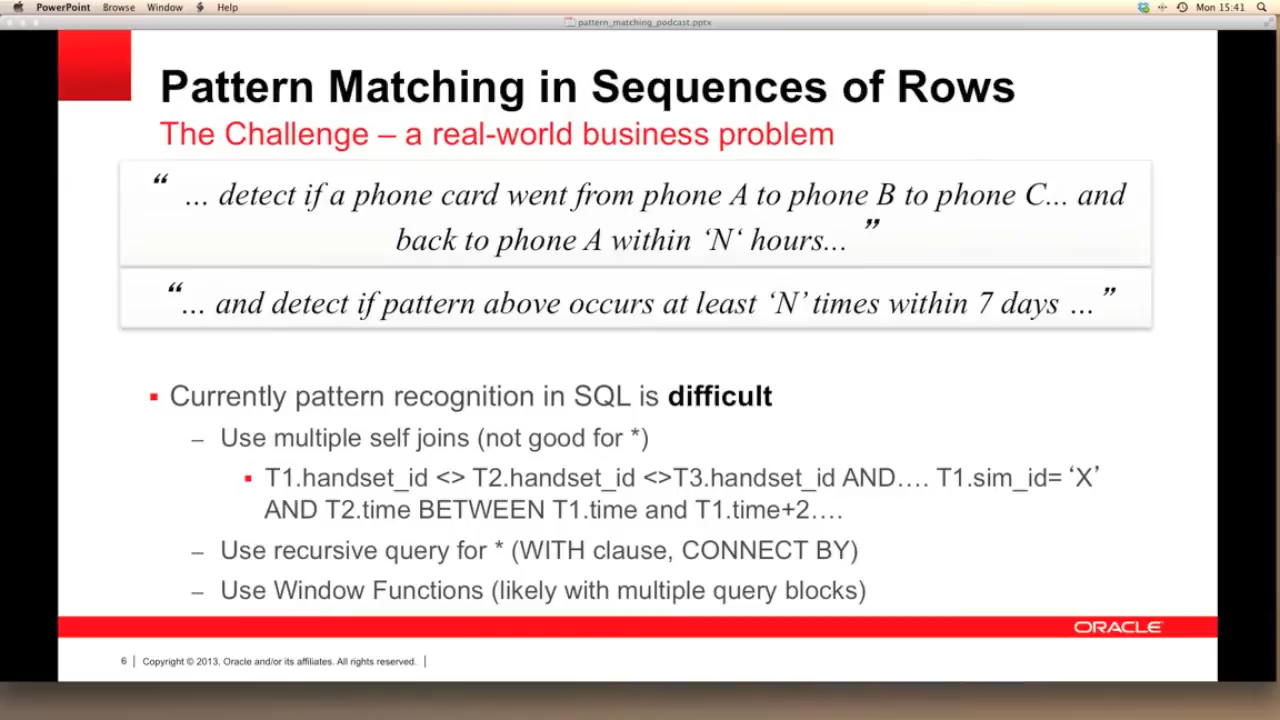 PowerPoint Browse Window Help Mon 15:41
pattern_matching_podcast.pptx
Pattern Matching in Sequences of Rows
The Challenge – a real-world business problem
“ ... detect if a phone card went from phone A to phone B to phone C... and
back to phone A within ‘N‘ hours... ”
“... and detect if pattern above occurs at least ‘N’ times within 7 days ...”
▪ Currently pattern recognition in SQL is difficult
– Use multiple self joins (not good for *)
▪ T1.handset_id <> T2.handset_id <>T3.handset_id AND.... T1.sim_id= ‘X’
AND T2.time BETWEEN T1.time and T1.time+2....
– Use recursive query for * (WITH clause, CONNECT BY)
– Use Window Functions (likely with multiple query blocks)
ORACLE
6 | Copyright © 2013, Oracle and/or its affiliates. All rights reserved. |